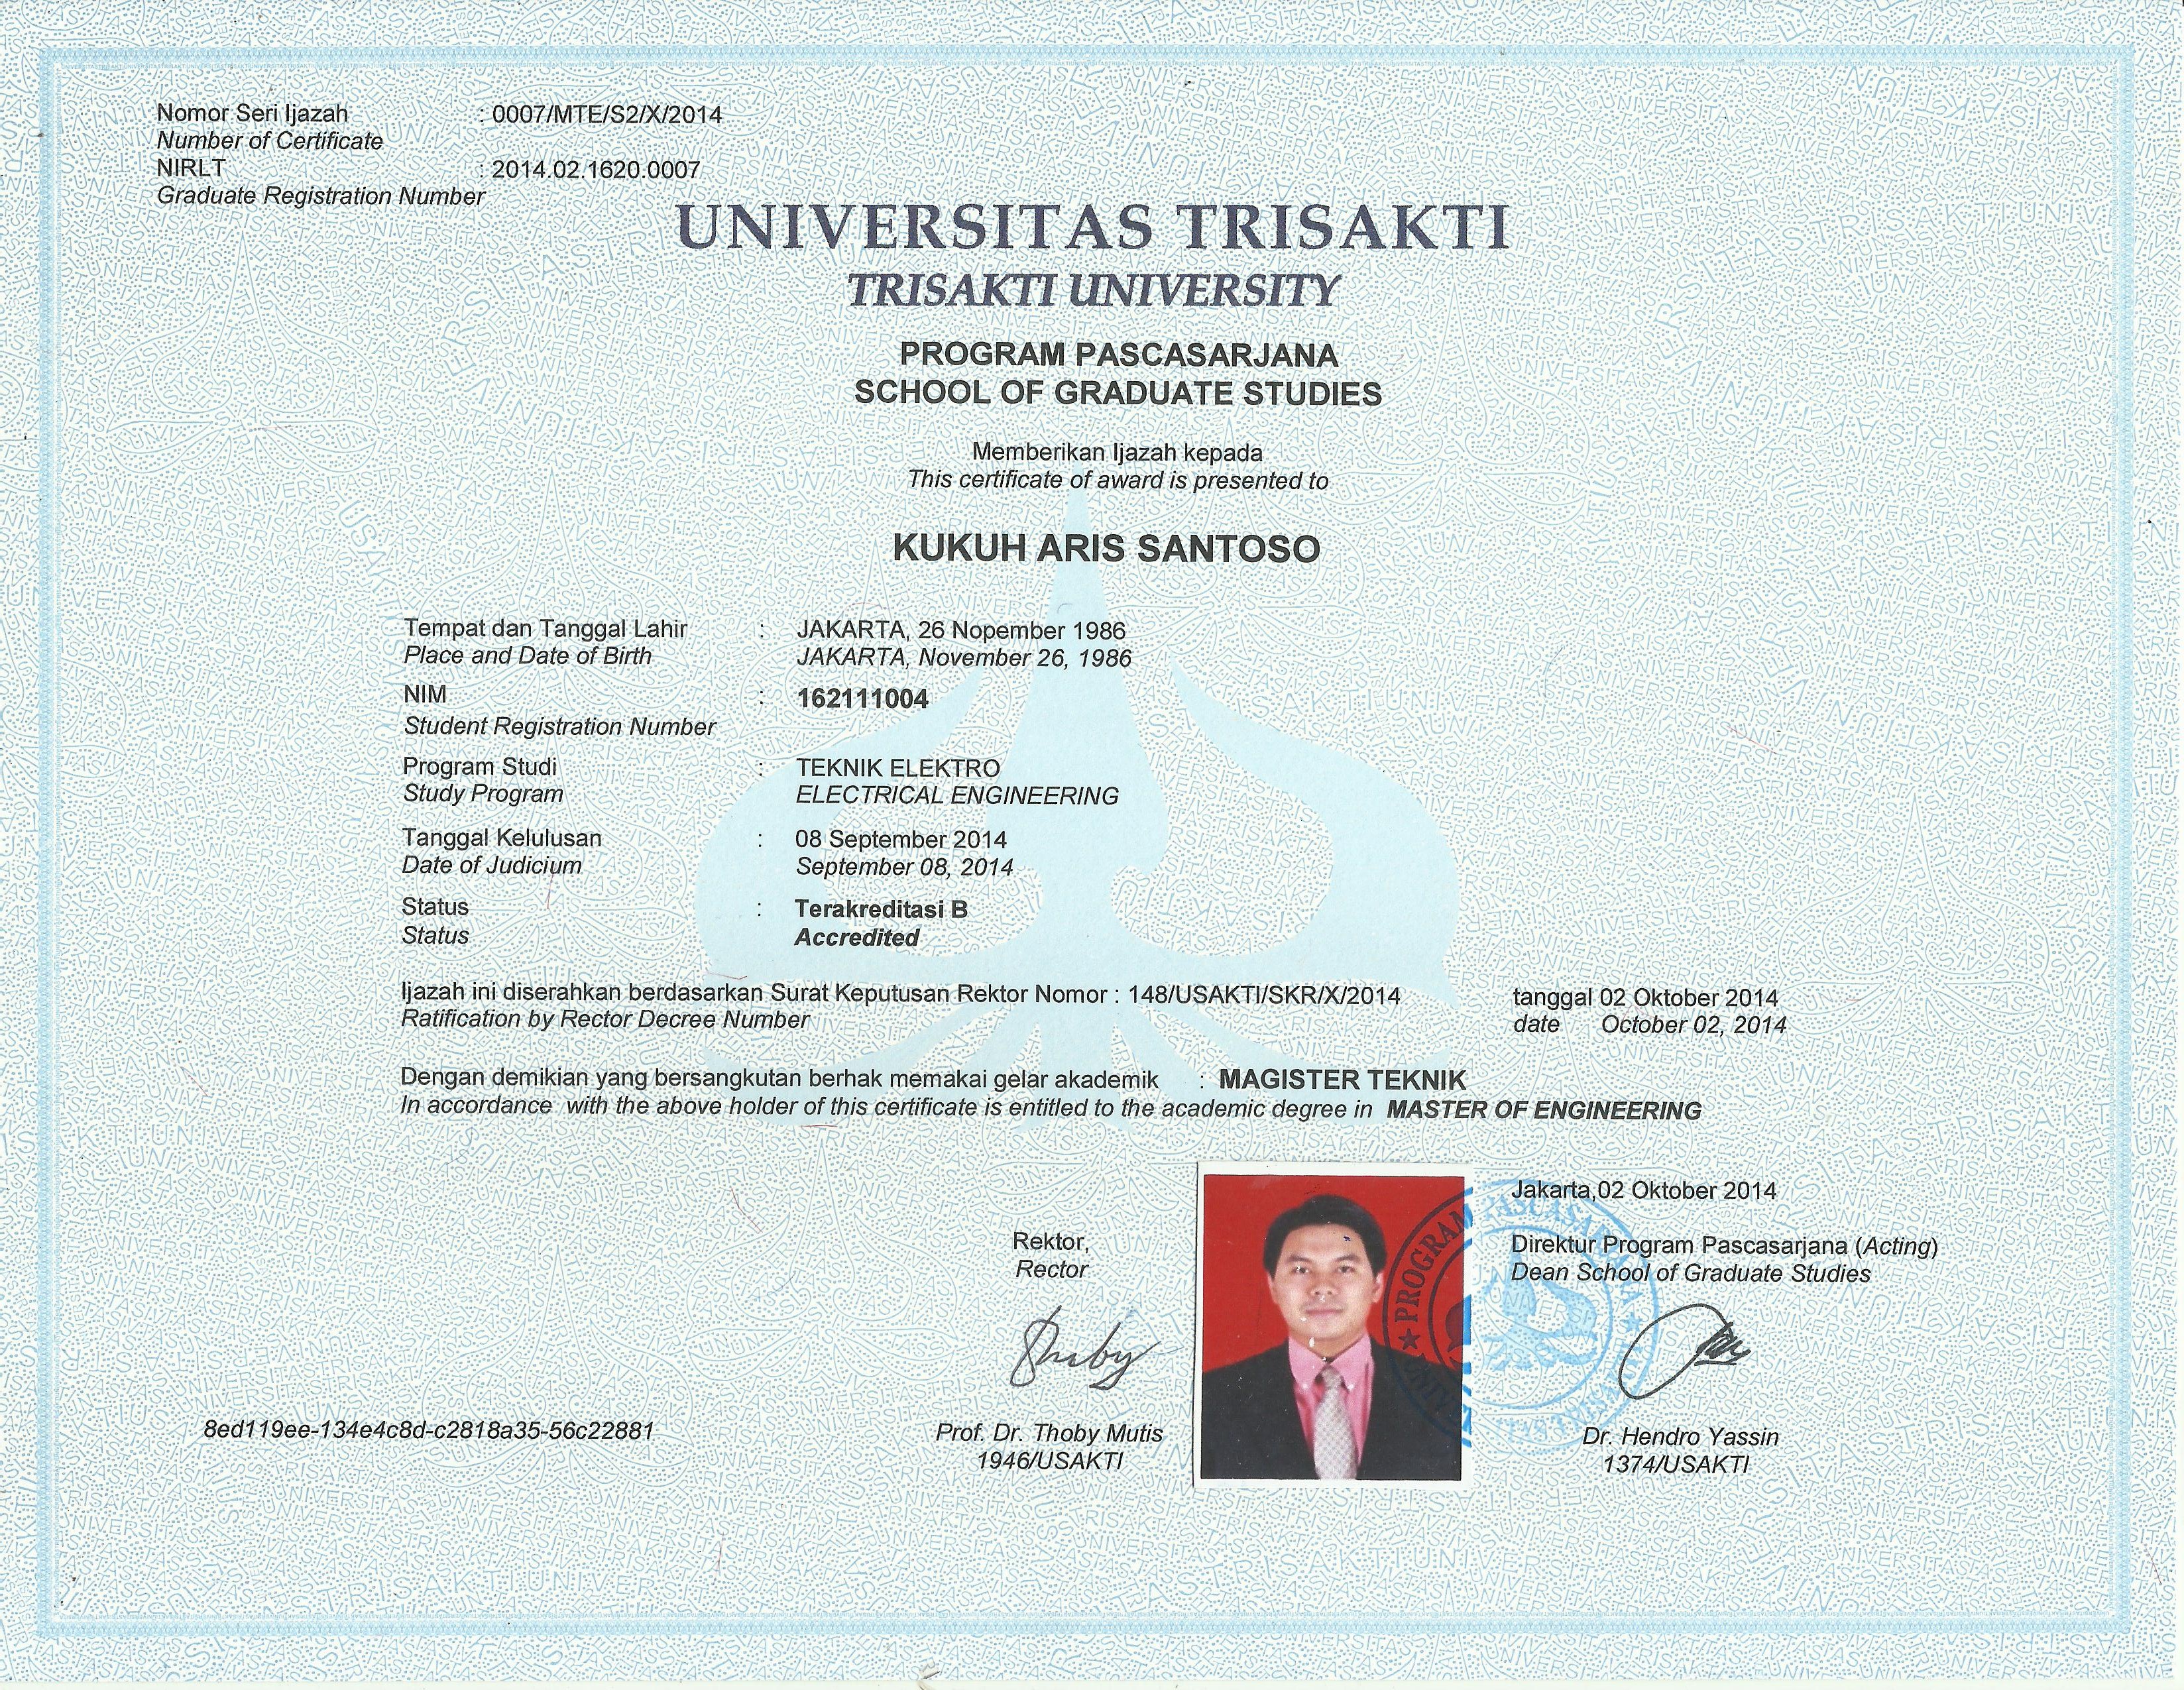 Nomor Seri Ijazah : 0007/MTE/S2/X/2014
Number of Certificate
NIRLT : 2014.02.1620.0007
Graduate Registration Number
UNIVERSITAS TRISAKTI
TRISAKTI UNIVERSITY
PROGRAM PASCASARJANA
SCHOOL OF GRADUATE STUDIES
Memberikan Ijazah kepada
This certificate of award is presented to
KUKUH ARIS SANTOSO
Tempat dan Tanggal Lahir : JAKARTA, 26 Nopember 1986
Place and Date of Birth JAKARTA, November 26, 1986
NIM : 162111004
Student Registration Number
Program Studi : TEKNIK ELEKTRO
Study Program ELECTRICAL ENGINEERING
Tanggal Kelulusan : 08 September 2014
Date of Judicium September 08, 2014
Status : Terakreditasi B
Status Accredited
Ijazah ini diserahkan berdasarkan Surat Keputusan Rektor Nomor : 148/USAKTI/SKR/X/2014 tanggal 02 Oktober 2014
Ratification by Rector Decree Number date October 02, 2014
Dengan demikian yang bersangkutan berhak memakai gelar akademik : MAGISTER TEKNIK
In accordance with the above holder of this certificate is entitled to the academic degree in MASTER OF ENGINEERING
Jakarta,02 Oktober 2014
Rektor, Direktur Program Pascasarjana (Acting)
Rector Dean School of Graduate Studies
PROGRAM PASCASARJANA
8ed119ee-134e4c8d-c2818a35-56c22881
Prof. Dr. Thoby Mutis Dr. Hendro Yassin
1946/USAKTI 1374/USAKTI